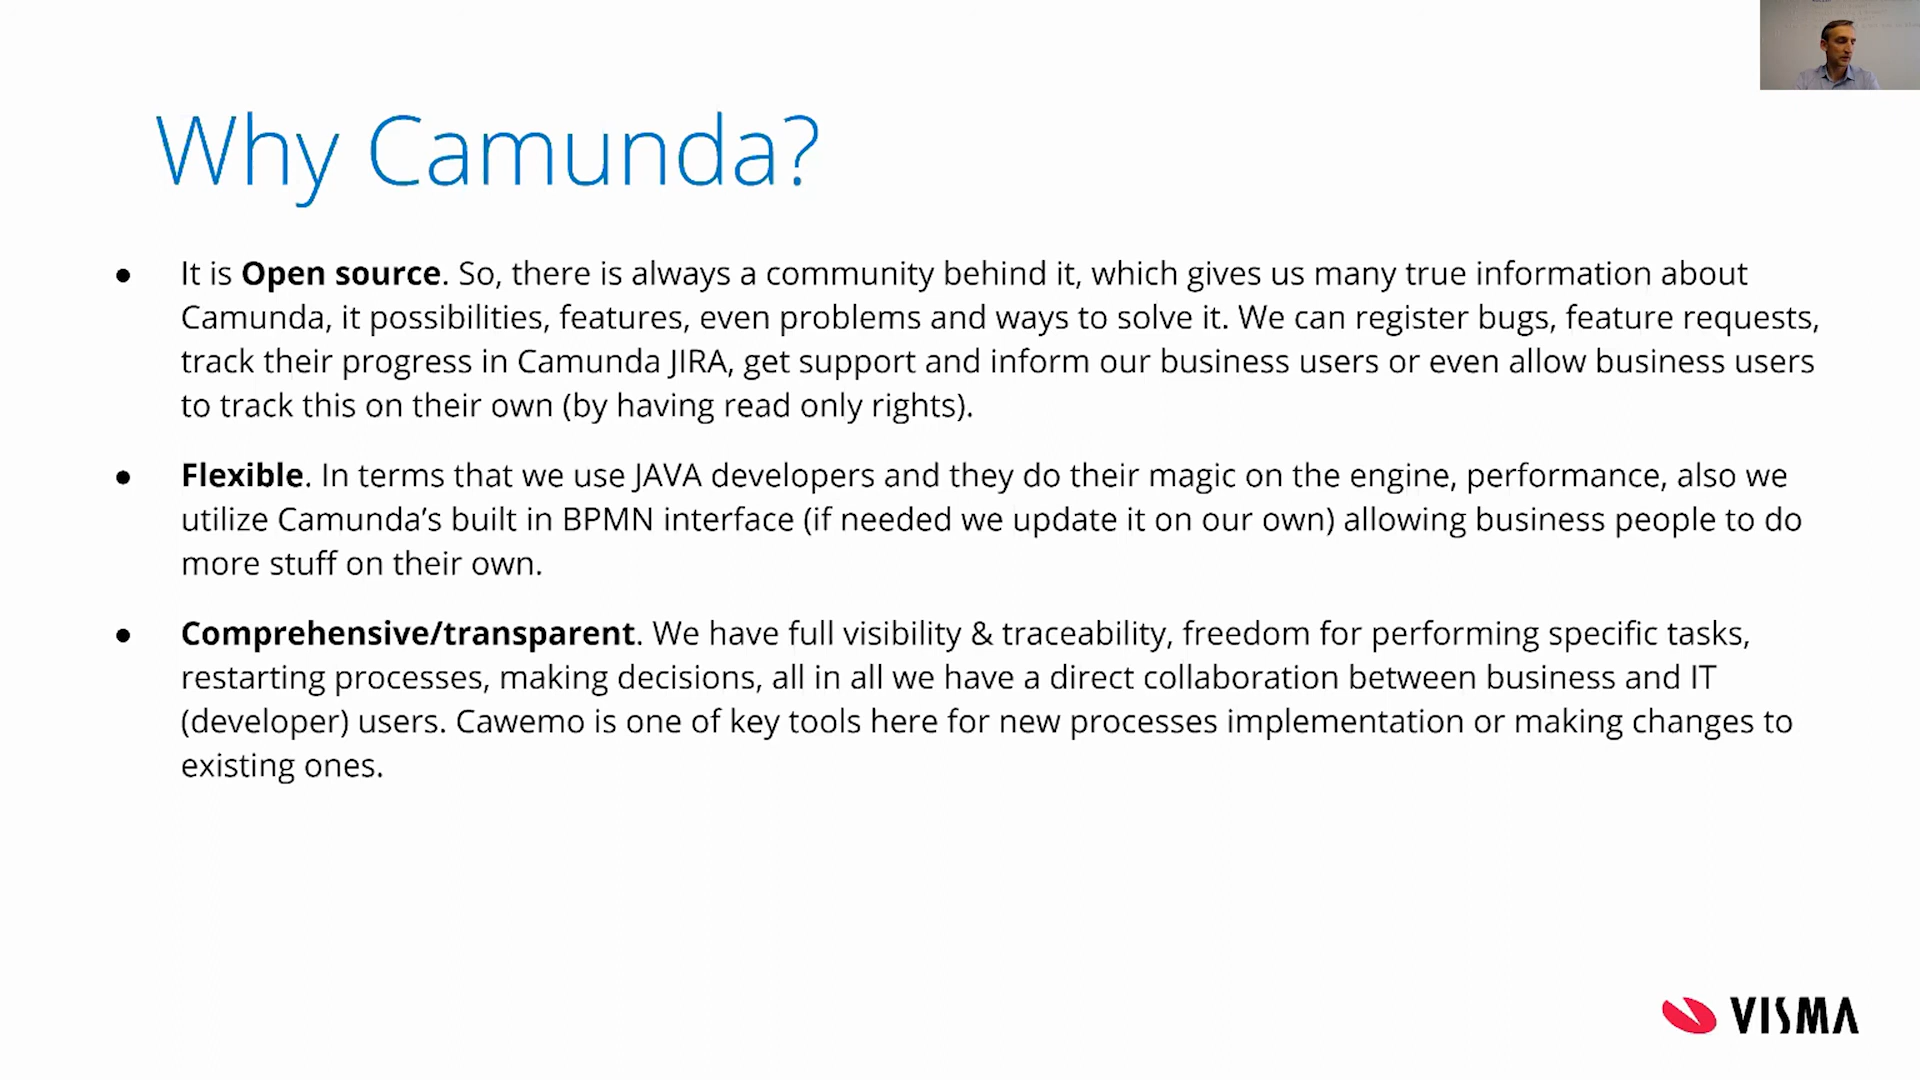 Why Camunda?
● It is Open source. So, there is always a community behind it, which gives us many true information about
Camunda, it possibilities, features, even problems and ways to solve it. We can register bugs, feature requests,
track their progress in Camunda JIRA, get support and inform our business users or even allow business users
to track this on their own (by having read only rights).
● Flexible. In terms that we use JAVA developers and they do their magic on the engine, performance, also we
utilize Camunda’s built in BPMN interface (if needed we update it on our own) allowing business people to do
more stuff on their own.
● Comprehensive/transparent. We have full visibility & traceability, freedom for performing specific tasks,
restarting processes, making decisions, all in all we have a direct collaboration between business and IT
(developer) users. Cawemo is one of key tools here for new processes implementation or making changes to
existing ones.
VISMA